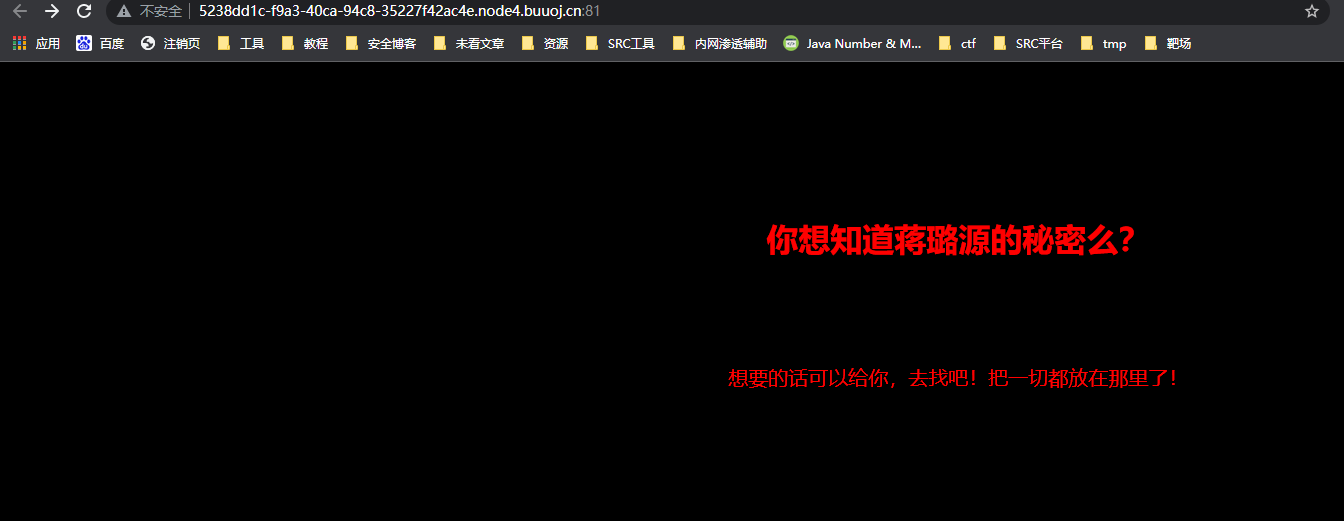 不安全 5238dd1c-f9a3-40ca-94c8-35227f42ac4e.node4.buuoj.cn:81
应用 百度 注销页 工具 教程 安全博客 未看文章 资源 SRC工具 内网渗透辅助 Java Number & M... ctf SRC平台 tmp 靶场
你想知道蒋璐源的秘密么?
想要的话可以给你，去找吧！把一切都放在那里了！